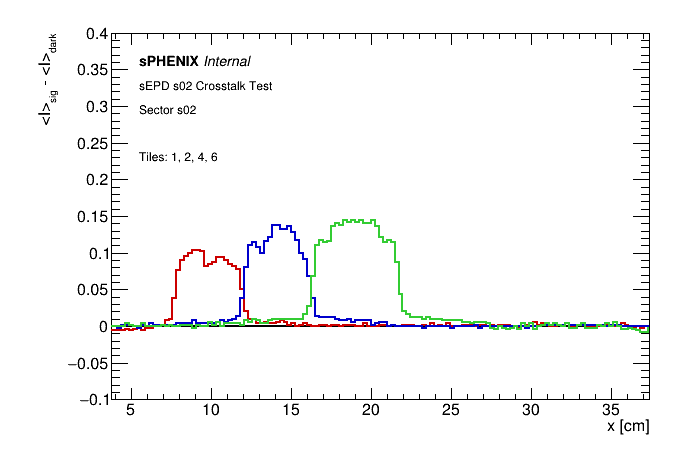 <I>sig - <I>dark
0.4
0.35
0.3
0.25
0.2
0.15
0.1
0.05
0
−0.05
−0.1
sPHENIX Internal
sEPD s02 Crosstalk Test
Sector s02
Tiles: 1, 2, 4, 6
5 10 15 20 25 30 35
x [cm]